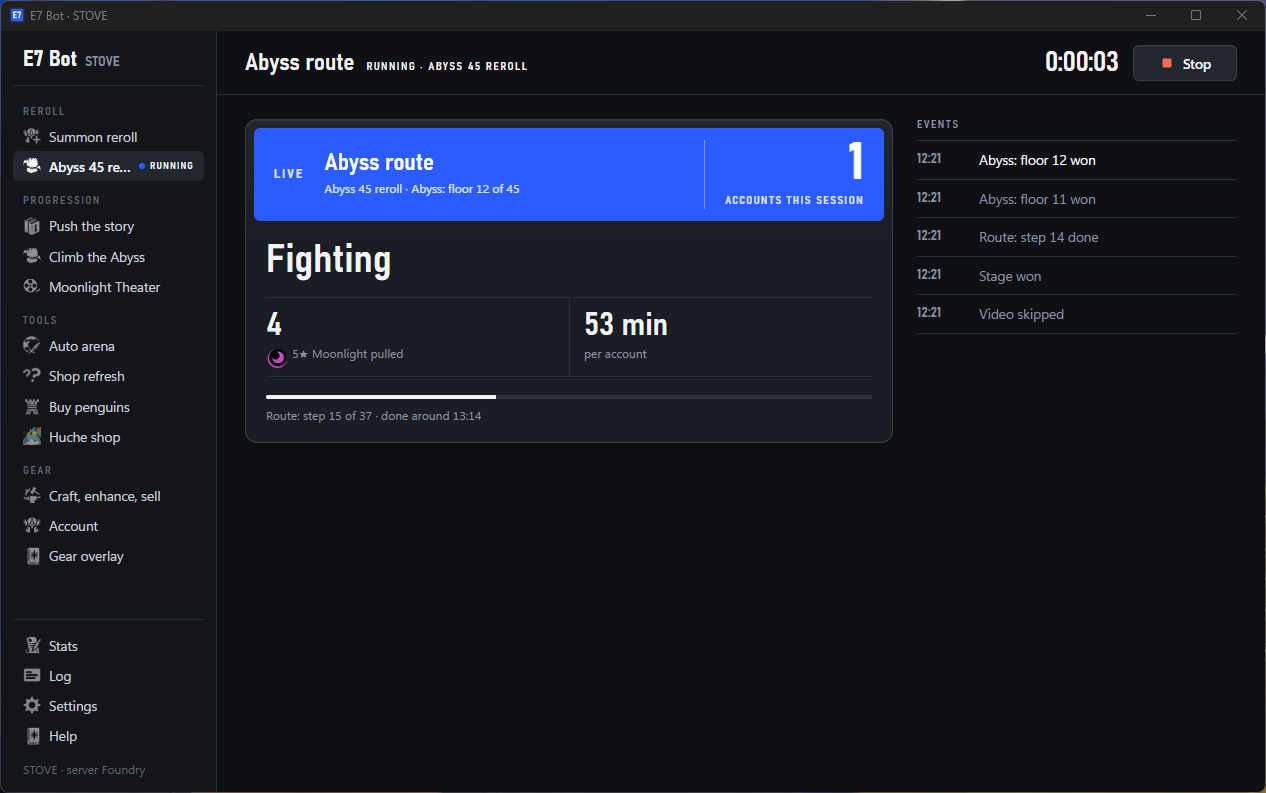 E7 E7 Bot · STOVE
E7 Bot STOVE
REROLL
Summon reroll
Abyss 45 re... RUNNING
PROGRESSION
Push the story
Climb the Abyss
Moonlight Theater
TOOLS
Auto arena
Shop refresh
Buy penguins
Huche shop
GEAR
Craft, enhance, sell
Account
Gear overlay
Stats
Log
Settings
Help
STOVE · server Foundry
Abyss route RUNNING · ABYSS 45 REROLL
0:00:03 Stop
LIVE
Abyss route
Abyss 45 reroll · Abyss: floor 12 of 45
1
ACCOUNTS THIS SESSION
Fighting
4
5★ Moonlight pulled
53 min
per account
Route: step 15 of 37 · done around 13:14
EVENTS
12:21 Abyss: floor 12 won
12:21 Abyss: floor 11 won
12:21 Route: step 14 done
12:21 Stage won
12:21 Video skipped